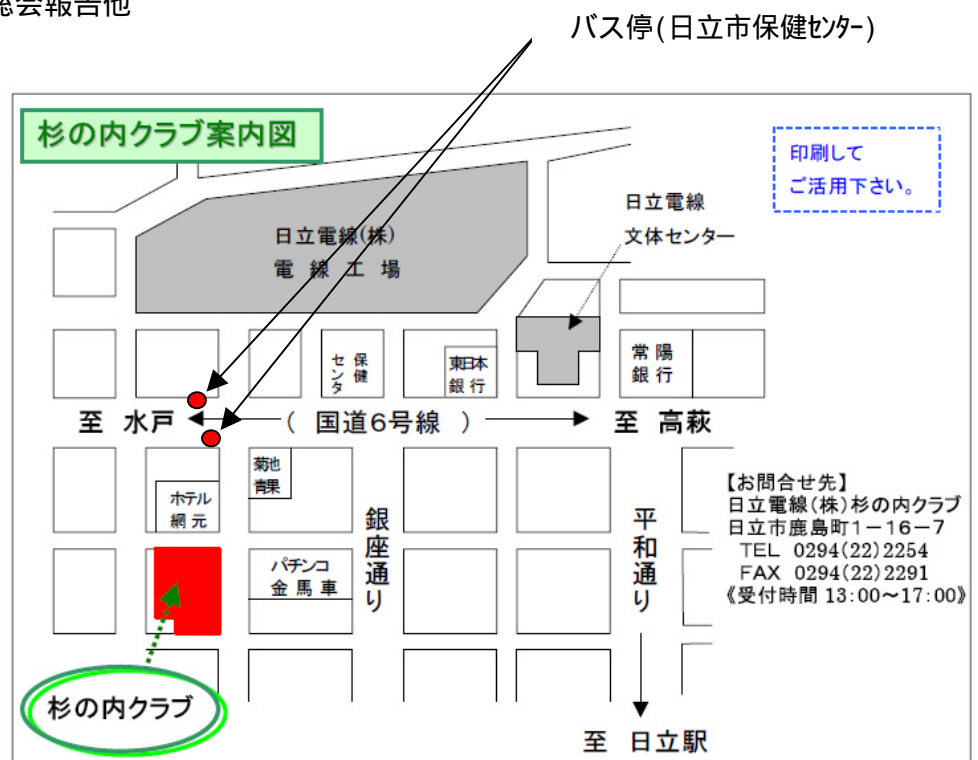 総会報告他
バス停(日立市保健ｾﾝﾀｰ)
杉の内クラブ案内図
印刷して
ご活用下さい。
日立電線
文体センター
日立電線(株)
電線工場
保健
センタ
東日本
銀行
常陽
銀行
至 水戸
( 国道6号線 )
至 高萩
菊池
青果
ホテル
網元
銀座通り
平和通り
【お問合せ先】
日立電線(株)杉の内クラブ
日立市鹿島町1－16－7
TEL 0294(22)2254
FAX 0294(22)2291
《受付時間 13:00～17:00》
パチンコ
金馬車
杉の内クラブ
至 日立駅